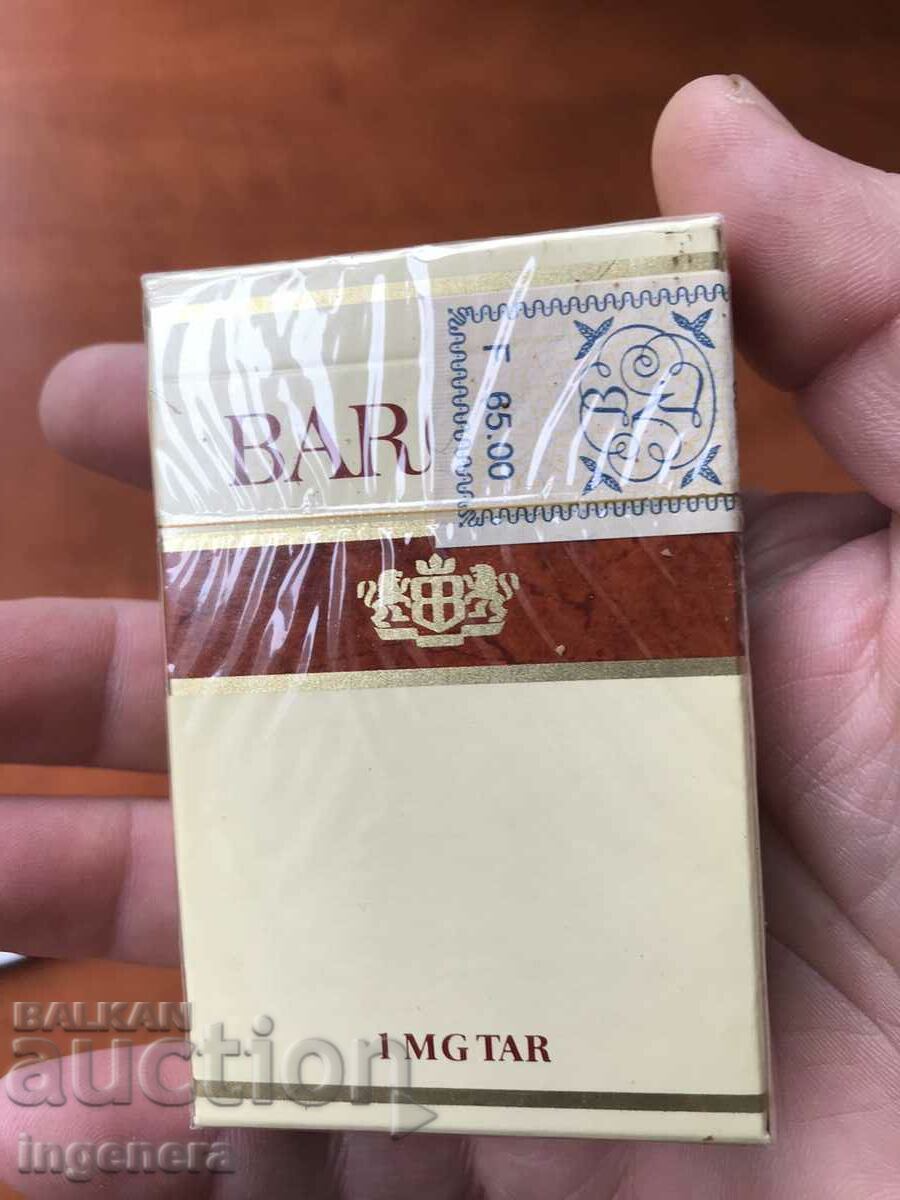 BAR
F 65.00
B N L
1 MG TAR
BALKAN
auction
ingenera